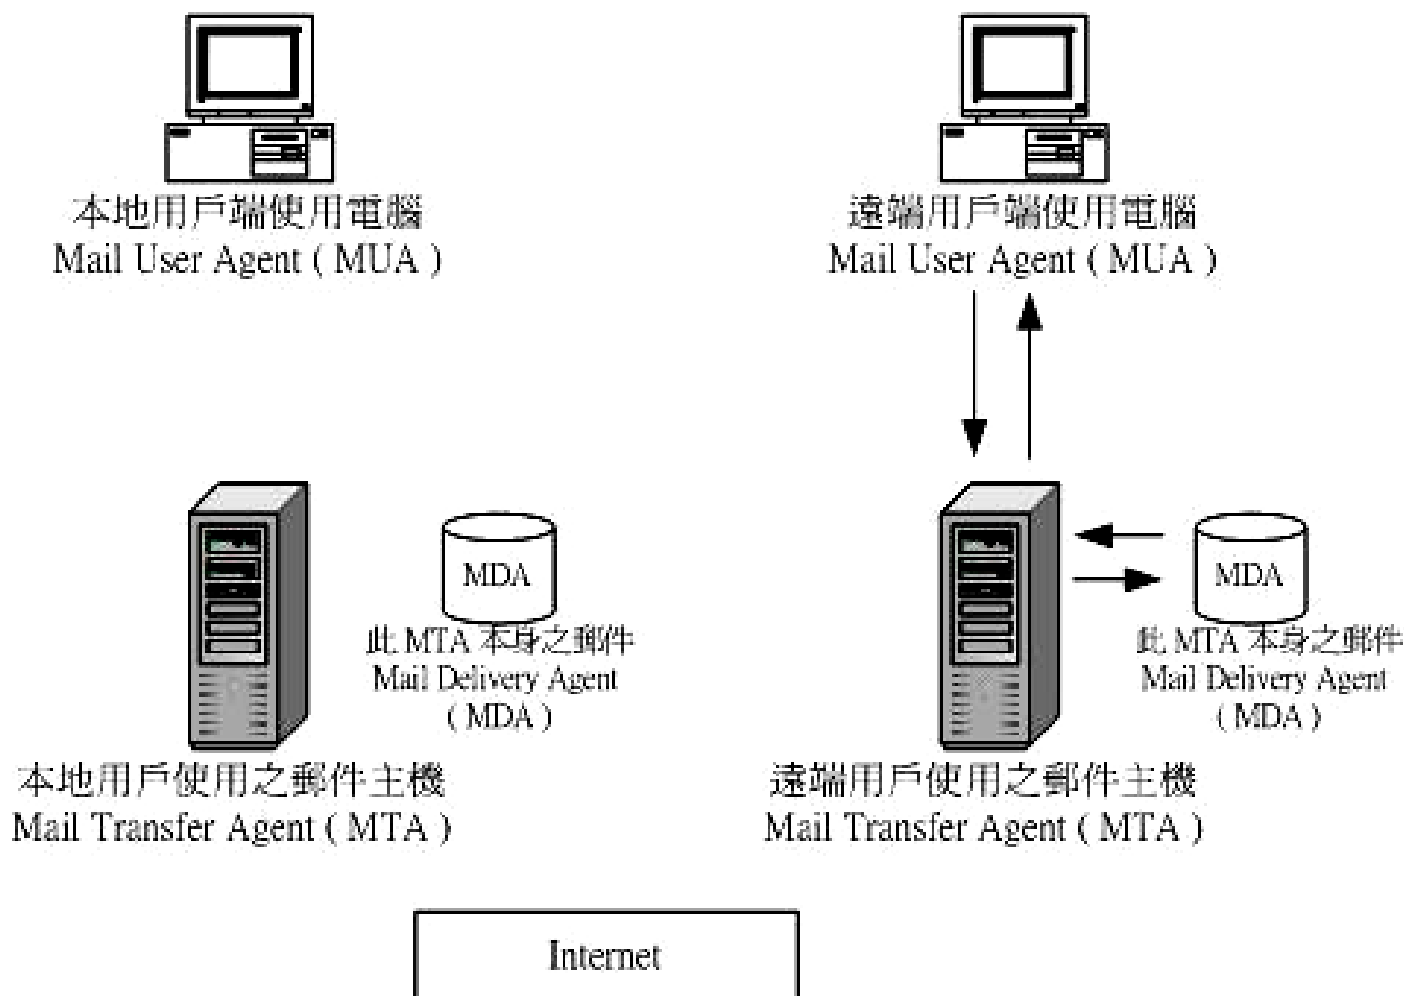 本地用戶端使用電腦
Mail User Agent ( MUA )
遠端用戶端使用電腦
Mail User Agent ( MUA )
MDA
此 MTA 本身之郵件
Mail Delivery Agent
( MDA )
本地用戶使用之郵件主機
Mail Transfer Agent ( MTA )
MDA
此 MTA 本身之郵件
Mail Delivery Agent
( MDA )
遠端用戶使用之郵件主機
Mail Transfer Agent ( MTA )
Internet